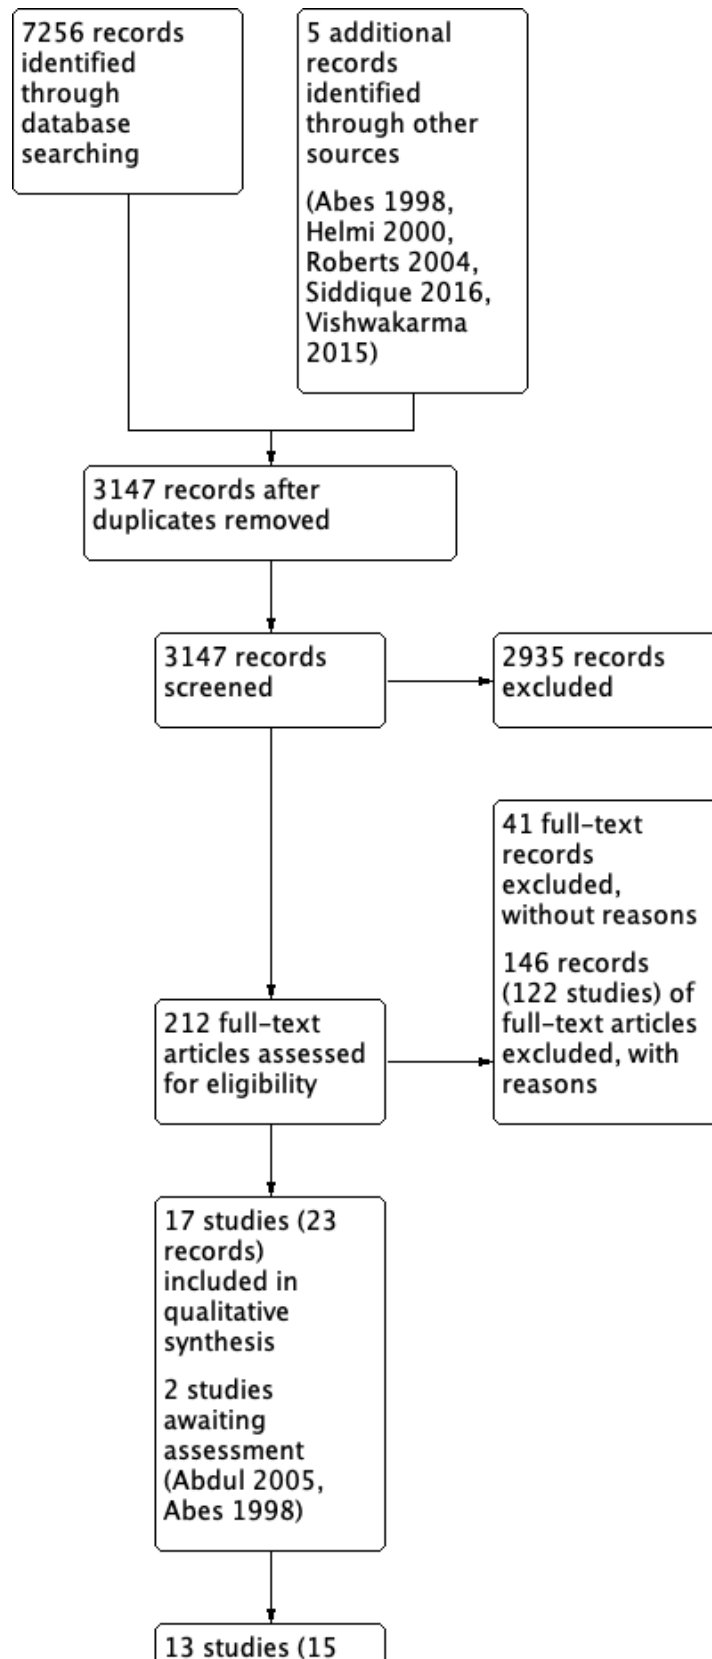 7256 records
identified
through
database
searching
5 additional
records
identified
through other
sources
(Abes 1998,
Helmi 2000,
Roberts 2004,
Siddique 2016,
Vishwakarma
2015)
3147 records after
duplicates removed
3147 records
screened
2935 records
excluded
41 full-text
records
excluded,
without reasons
146 records
(122 studies) of
full-text articles
excluded, with
reasons
212 full-text
articles assessed
for eligibility
17 studies (23
records)
included in
qualitative
synthesis
2 studies
awaiting
assessment
(Abdul 2005,
Abes 1998)
13 studies (15